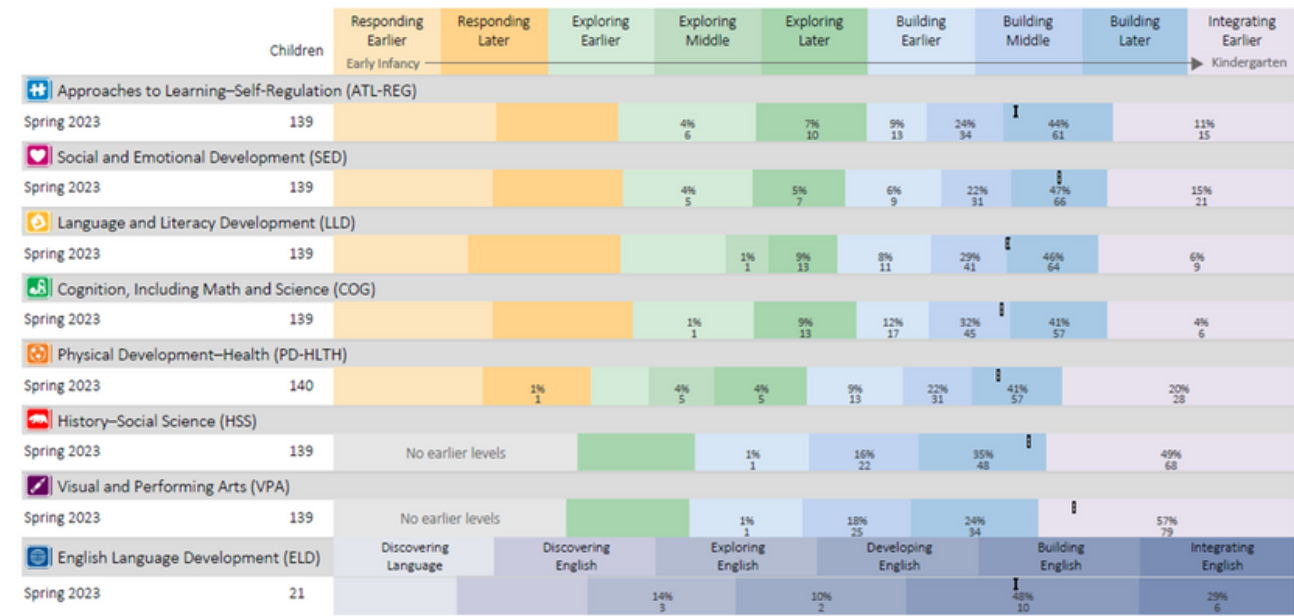 Children Responding Earlier Responding Later Exploring Earlier Exploring Middle Exploring Later Building Earlier Building Middle Building Later Integrating Earlier
Early Infancy Kindergarten
Approaches to Learning–Self-Regulation (ATL-REG)
Spring 2023 139 4% 7% 9% 24% 44% 11%
6 10 13 34 61 15
Social and Emotional Development (SED)
Spring 2023 139 4% 5% 6% 22% 47% 15%
5 7 9 31 66 21
Language and Literacy Development (LLD)
Spring 2023 139 1% 9% 8% 29% 46% 6%
1 13 11 41 64 9
Cognition, Including Math and Science (COG)
Spring 2023 139 1% 9% 12% 32% 41% 4%
1 13 17 45 57 6
Physical Development–Health (PD-HLTH)
Spring 2023 140 1% 4% 4% 9% 22% 41% 20%
1 5 5 13 31 57 28
History–Social Science (HSS)
Spring 2023 139 No earlier levels 1% 16% 35% 49%
1 22 48 68
Visual and Performing Arts (VPA)
Spring 2023 139 No earlier levels 1% 18% 24% 57%
1 25 34 79
English Language Development (ELD) Discovering Language Discovering English Exploring English Developing English Building English Integrating English
Spring 2023 21 14% 10% 48% 29%
3 2 10 6